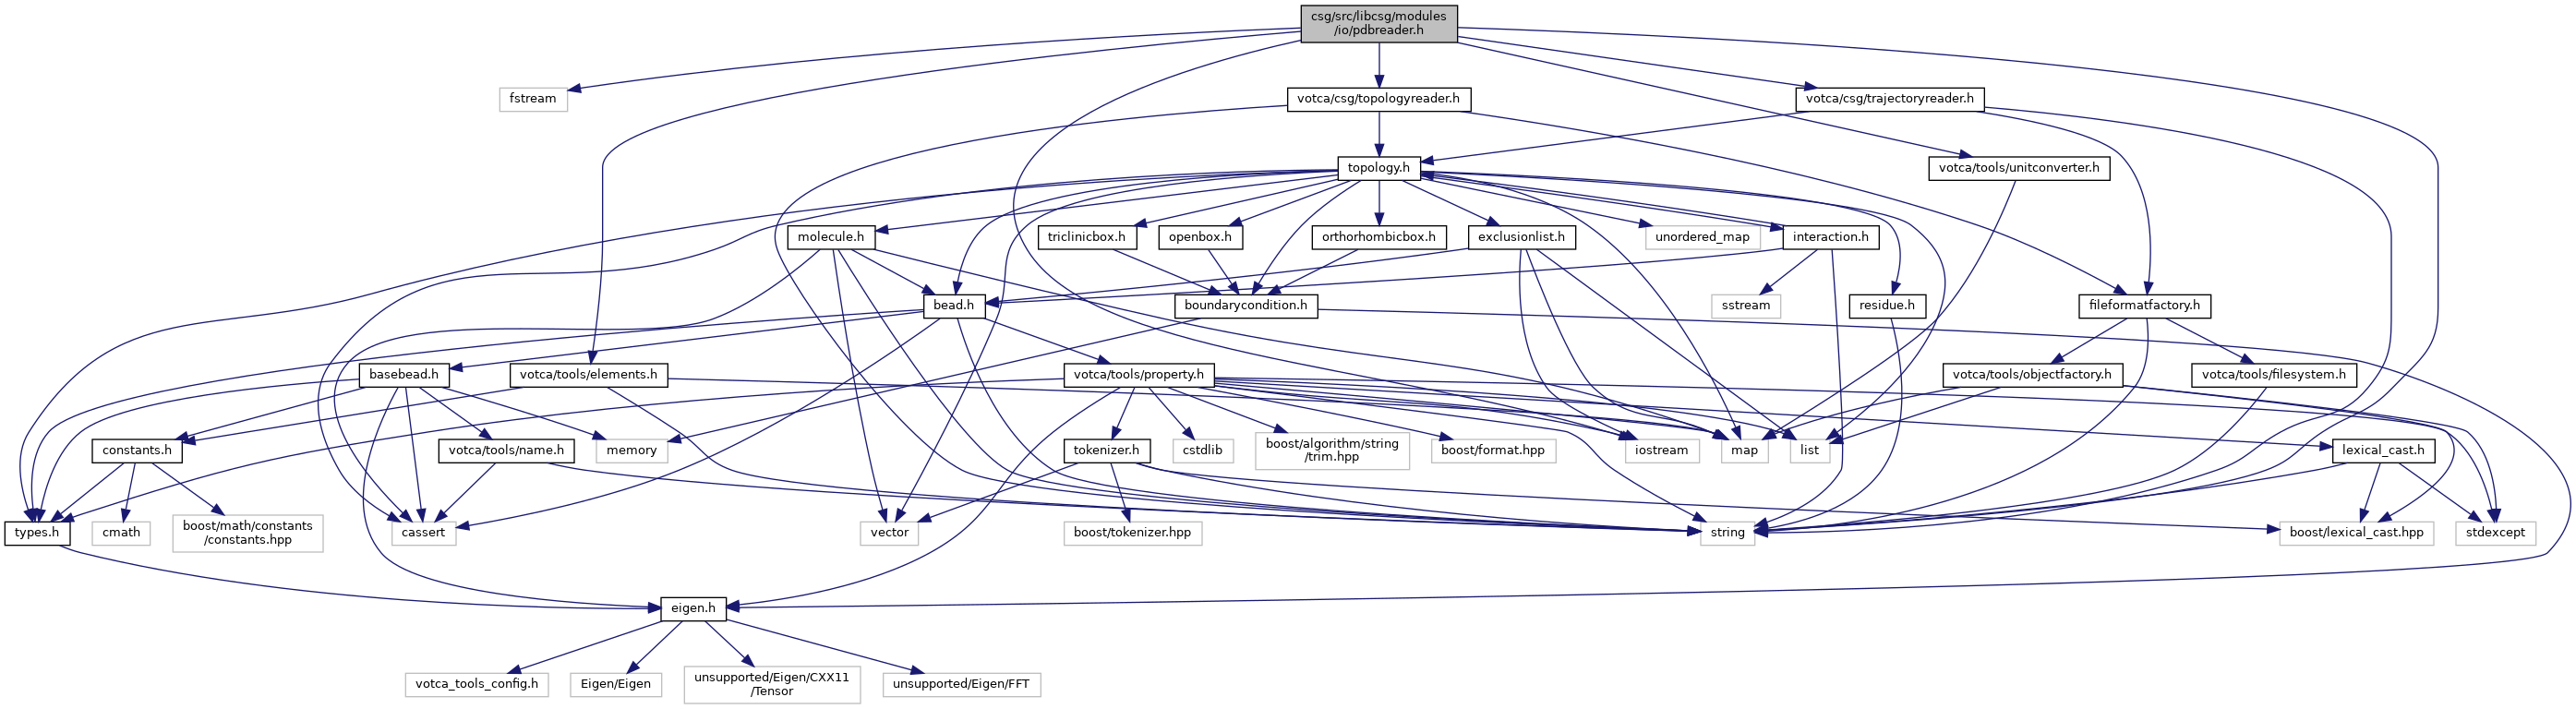 csg/src/libcsg/modules
/io/pdbreader.h
fstream
votca/csg/topologyreader.h
votca/csg/trajectoryreader.h
topology.h
votca/tools/unitconverter.h
molecule.h
triclinicbox.h
openbox.h
orthorhombicbox.h
exclusionlist.h
unordered_map
interaction.h
bead.h
boundarycondition.h
sstream
residue.h
fileformatfactory.h
basebead.h
votca/tools/elements.h
votca/tools/property.h
votca/tools/objectfactory.h
votca/tools/filesystem.h
constants.h
votca/tools/name.h
memory
tokenizer.h
cstdlib
boost/algorithm/string
/trim.hpp
boost/format.hpp
iostream
map
list
lexical_cast.h
types.h
cmath
boost/math/constants
/constants.hpp
cassert
vector
boost/tokenizer.hpp
string
boost/lexical_cast.hpp
stdexcept
eigen.h
votca_tools_config.h
Eigen/Eigen
unsupported/Eigen/CXX11
/Tensor
unsupported/Eigen/FFT